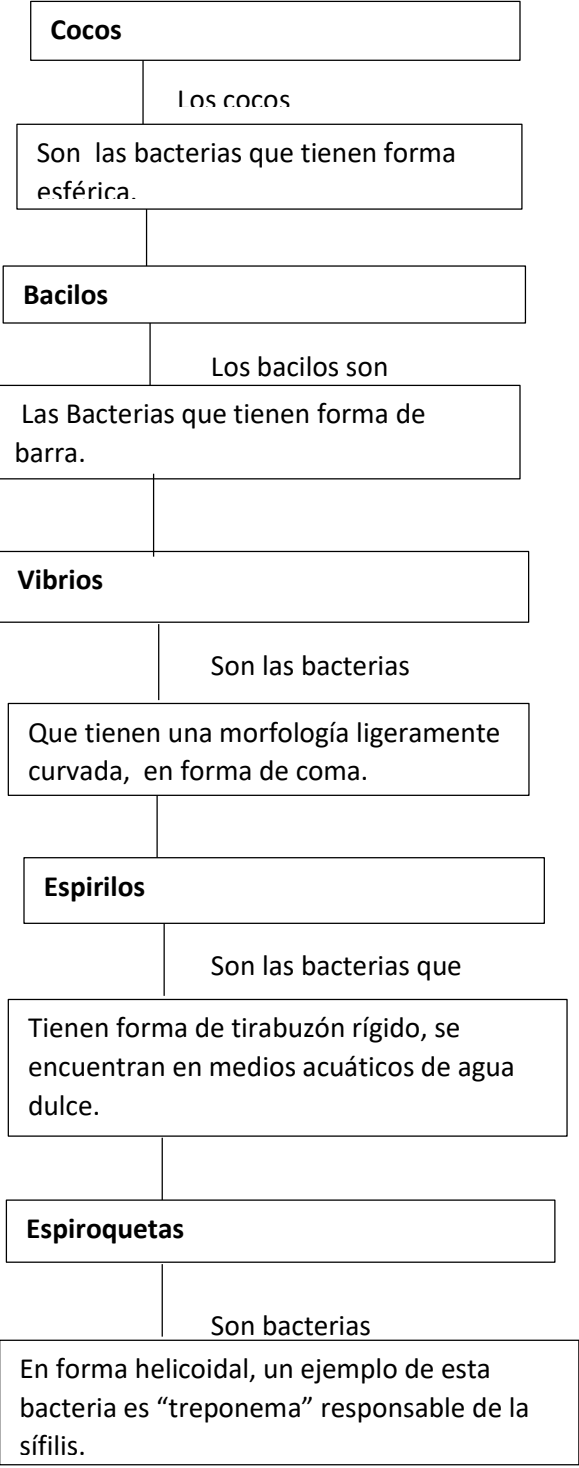 Cocos
Los cocos
Son  las bacterias que tienen forma
esférica.
Bacilos
Los bacilos son
Las Bacterias que tienen forma de
barra.
Vibrios
Son las bacterias
Que tienen una morfología ligeramente
curvada,  en forma de coma.
Espirilos
Son las bacterias que
Tienen forma de tirabuzón rígido, se
encuentran en medios acuáticos de agua
dulce.
Espiroquetas
Son bacterias
En forma helicoidal, un ejemplo de esta
bacteria es “treponema” responsable de la
sífilis.